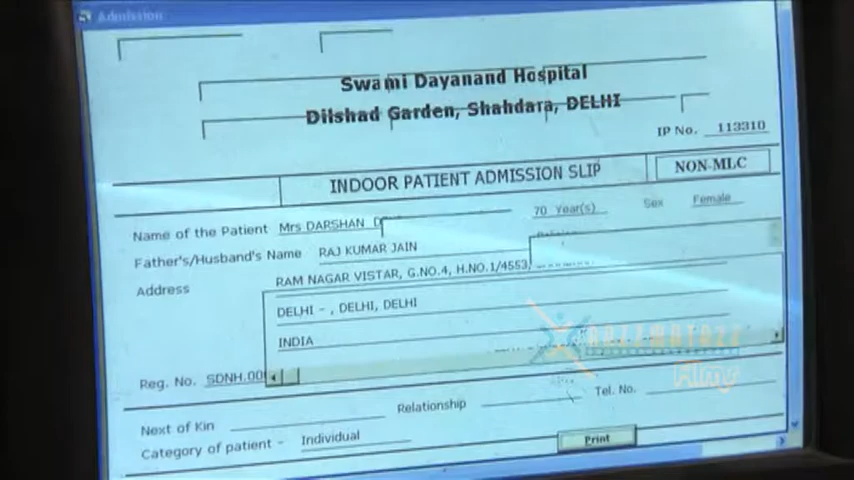 Admission
Swami Dayanand Hospital
Dilshad Garden, Shahdara, DELHI
IP No. 113310
INDOOR PATIENT ADMISSION SLIP NON-MLC
Name of the Patient Mrs DARSHAN 70 Year(s) Sex Female
Father's/Husband's Name RAJ KUMAR JAIN
Address RAM NAGAR VISTAR, G.NO.4, H.NO.1/4553,
DELHI - , DELHI, DELHI
INDIA
Reg. No. SDNH.00
Next of Kin Relationship Tel. No.
Category of patient - Individual
Print
Films